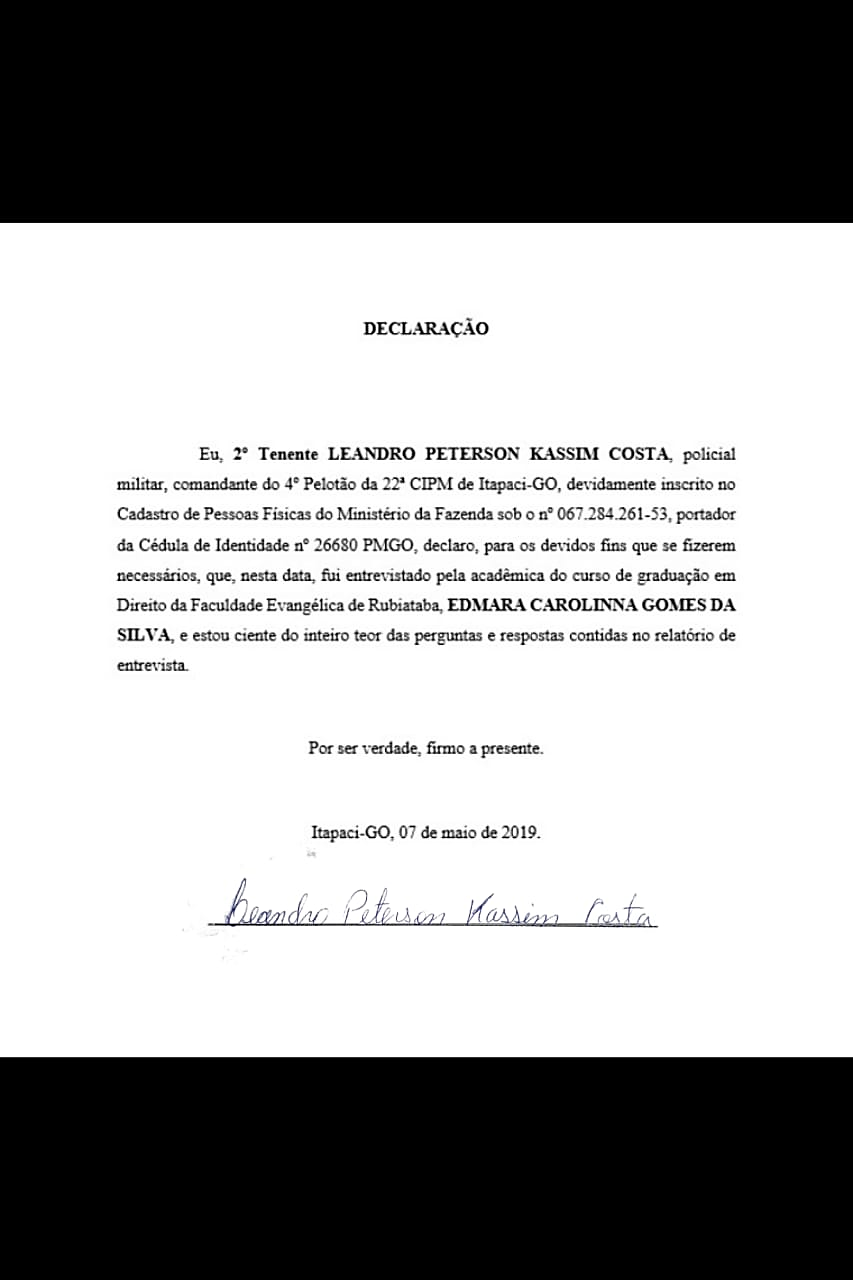 DECLARAÇÃO
Eu, 2º Tenente LEANDRO PETERSON KASSIM COSTA, policial
militar, comandante do 4º Pelotão da 22ª CIPM de Itapaci-GO, devidamente inscrito no
Cadastro de Pessoas Físicas do Ministério da Fazenda sob o nº 067.284.261-53, portador
da Cédula de Identidade nº 26680 PMGO, declaro, para os devidos fins que se fizerem
necessários, que, nesta data, fui entrevistado pela acadêmica do curso de graduação em
Direito da Faculdade Evangélica de Rubiataba, EDMARA CAROLINNA GOMES DA
SILVA, e estou ciente do inteiro teor das perguntas e respostas contidas no relatório de
entrevista.
Por ser verdade, firmo a presente.
Itapaci-GO, 07 de maio de 2019.
Leandro Peterson Kassim Costa